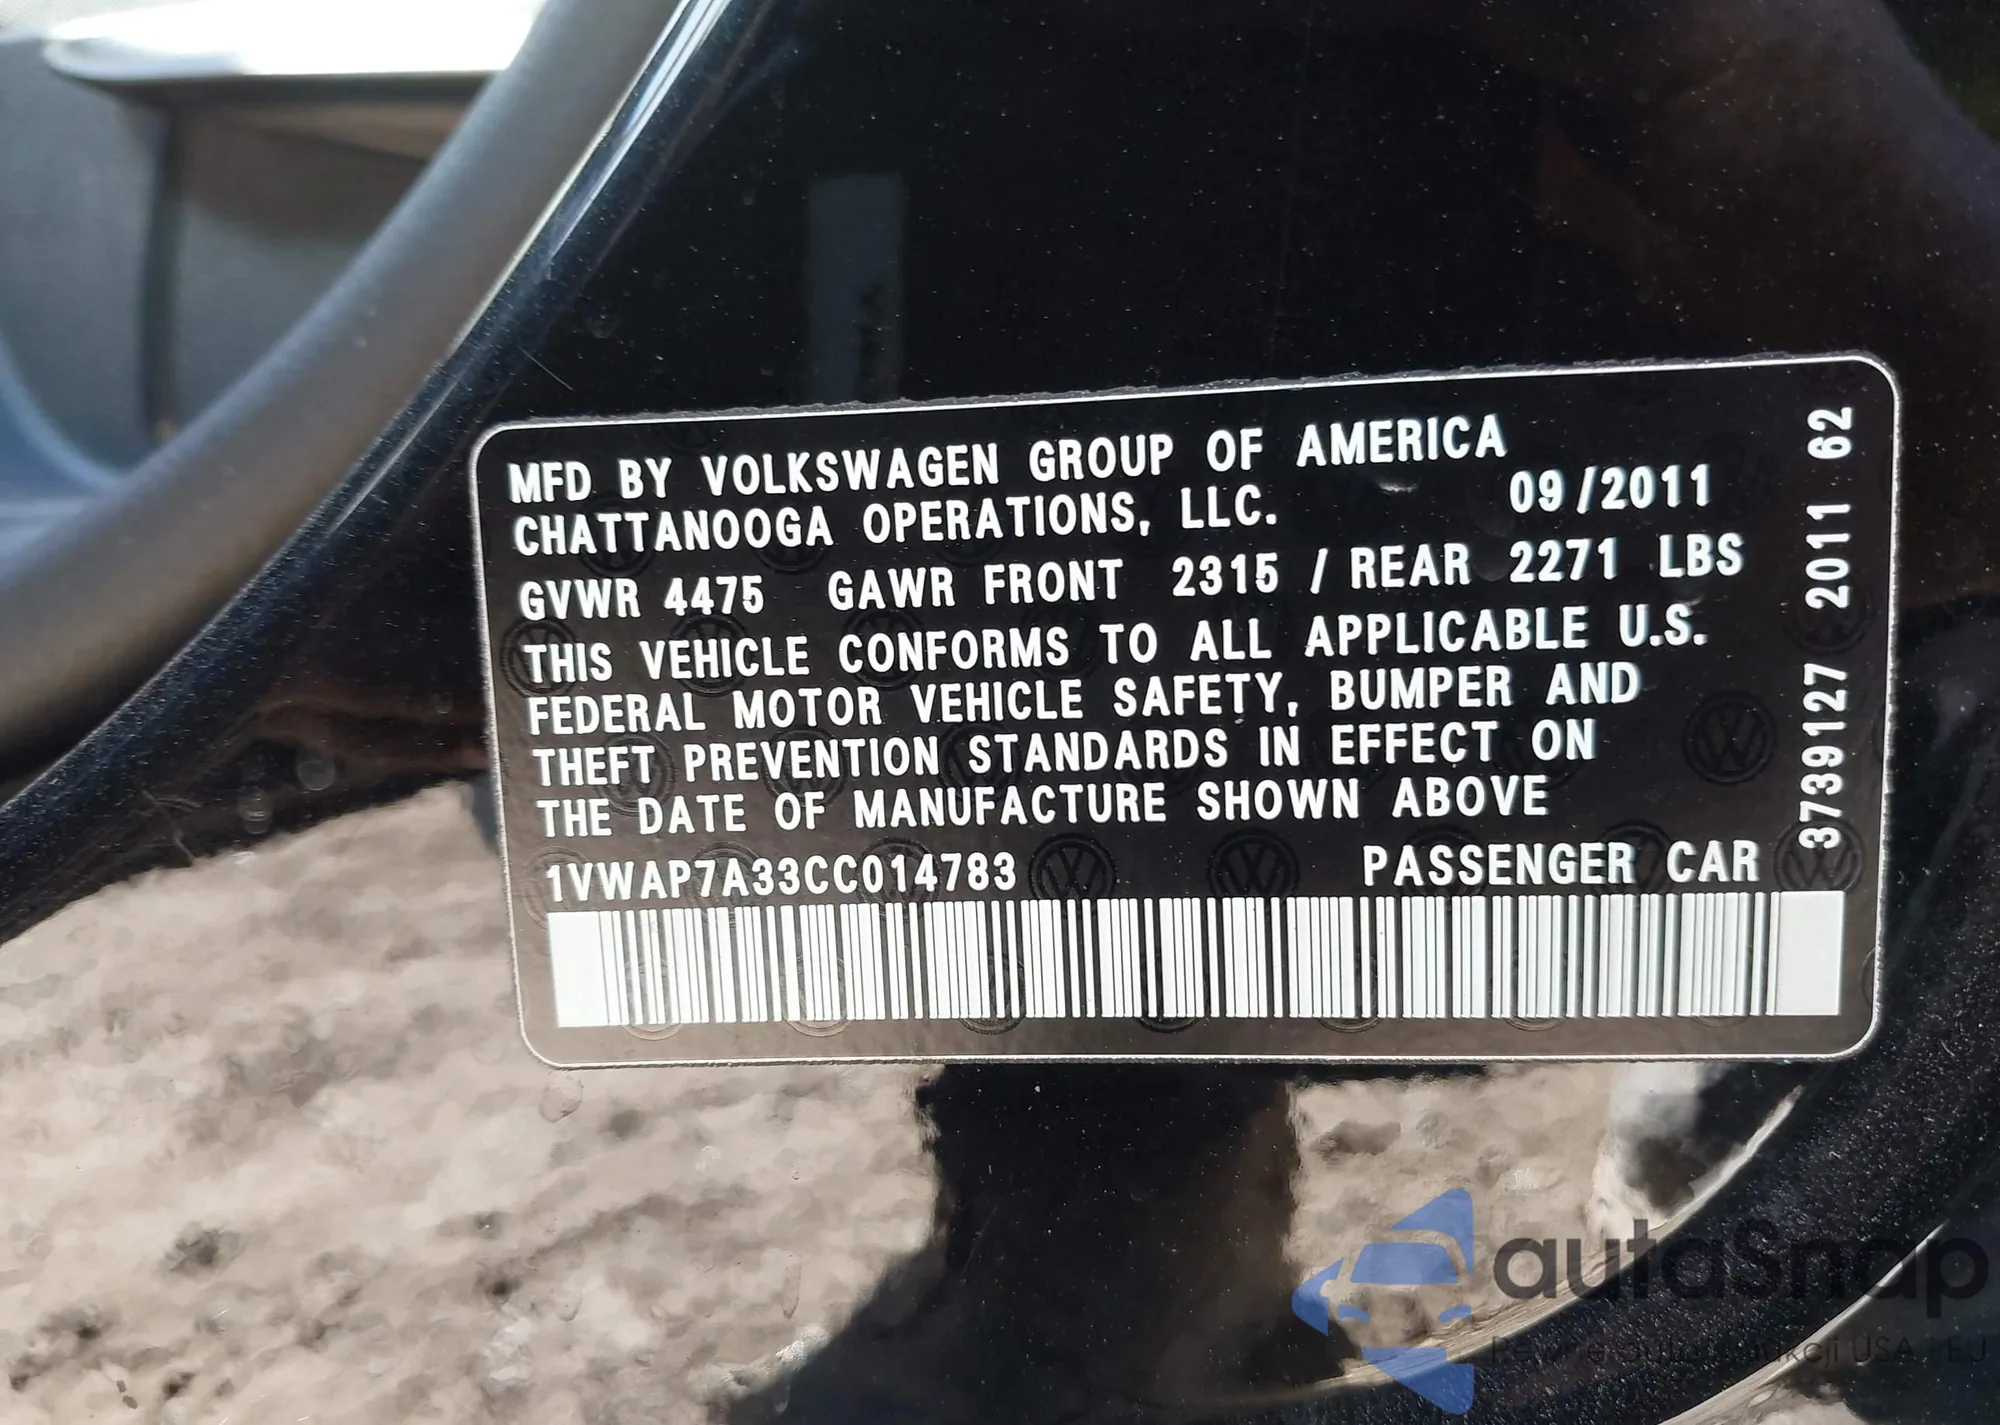 MFD BY VOLKSWAGEN GROUP OF AMERICA
CHATTANOOGA OPERATIONS, LLC. 09/2011
GVWR 4475 GAWR FRONT 2315 / REAR 2271 LBS
THIS VEHICLE CONFORMS TO ALL APPLICABLE U.S.
FEDERAL MOTOR VEHICLE SAFETY, BUMPER AND
THEFT PREVENTION STANDARDS IN EFFECT ON
THE DATE OF MANUFACTURE SHOWN ABOVE
1VWAP7A33CC014783 PASSENGER CAR
3739127 2011 62
autoSnap
USA i EU